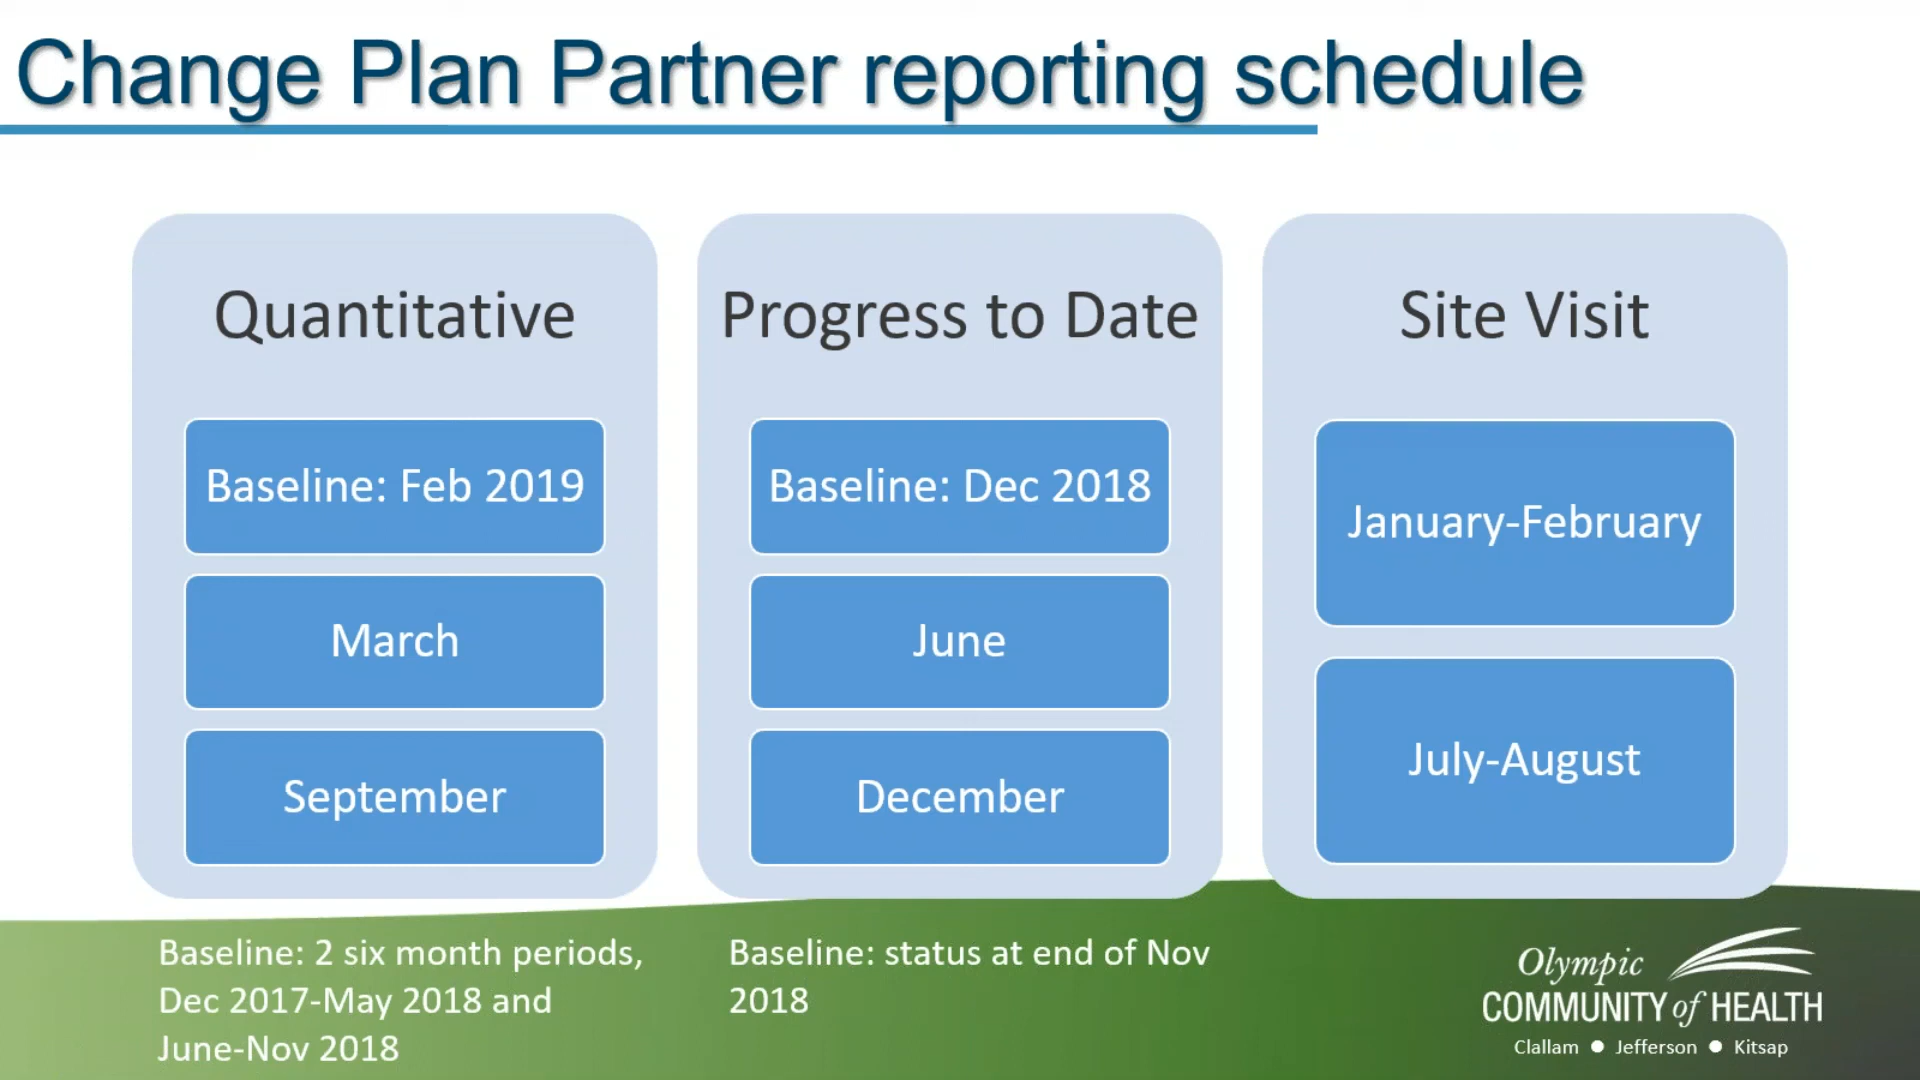 Change Plan Partner reporting schedule
Quantitative
Baseline: Feb 2019
March
September
Progress to Date
Baseline: Dec 2018
June
December
Site Visit
January-February
July-August
Baseline: 2 six month periods,
Dec 2017-May 2018 and
June-Nov 2018
Baseline: status at end of Nov
2018
Olympic
COMMUNITY of HEALTH
Clallam ● Jefferson ● Kitsap